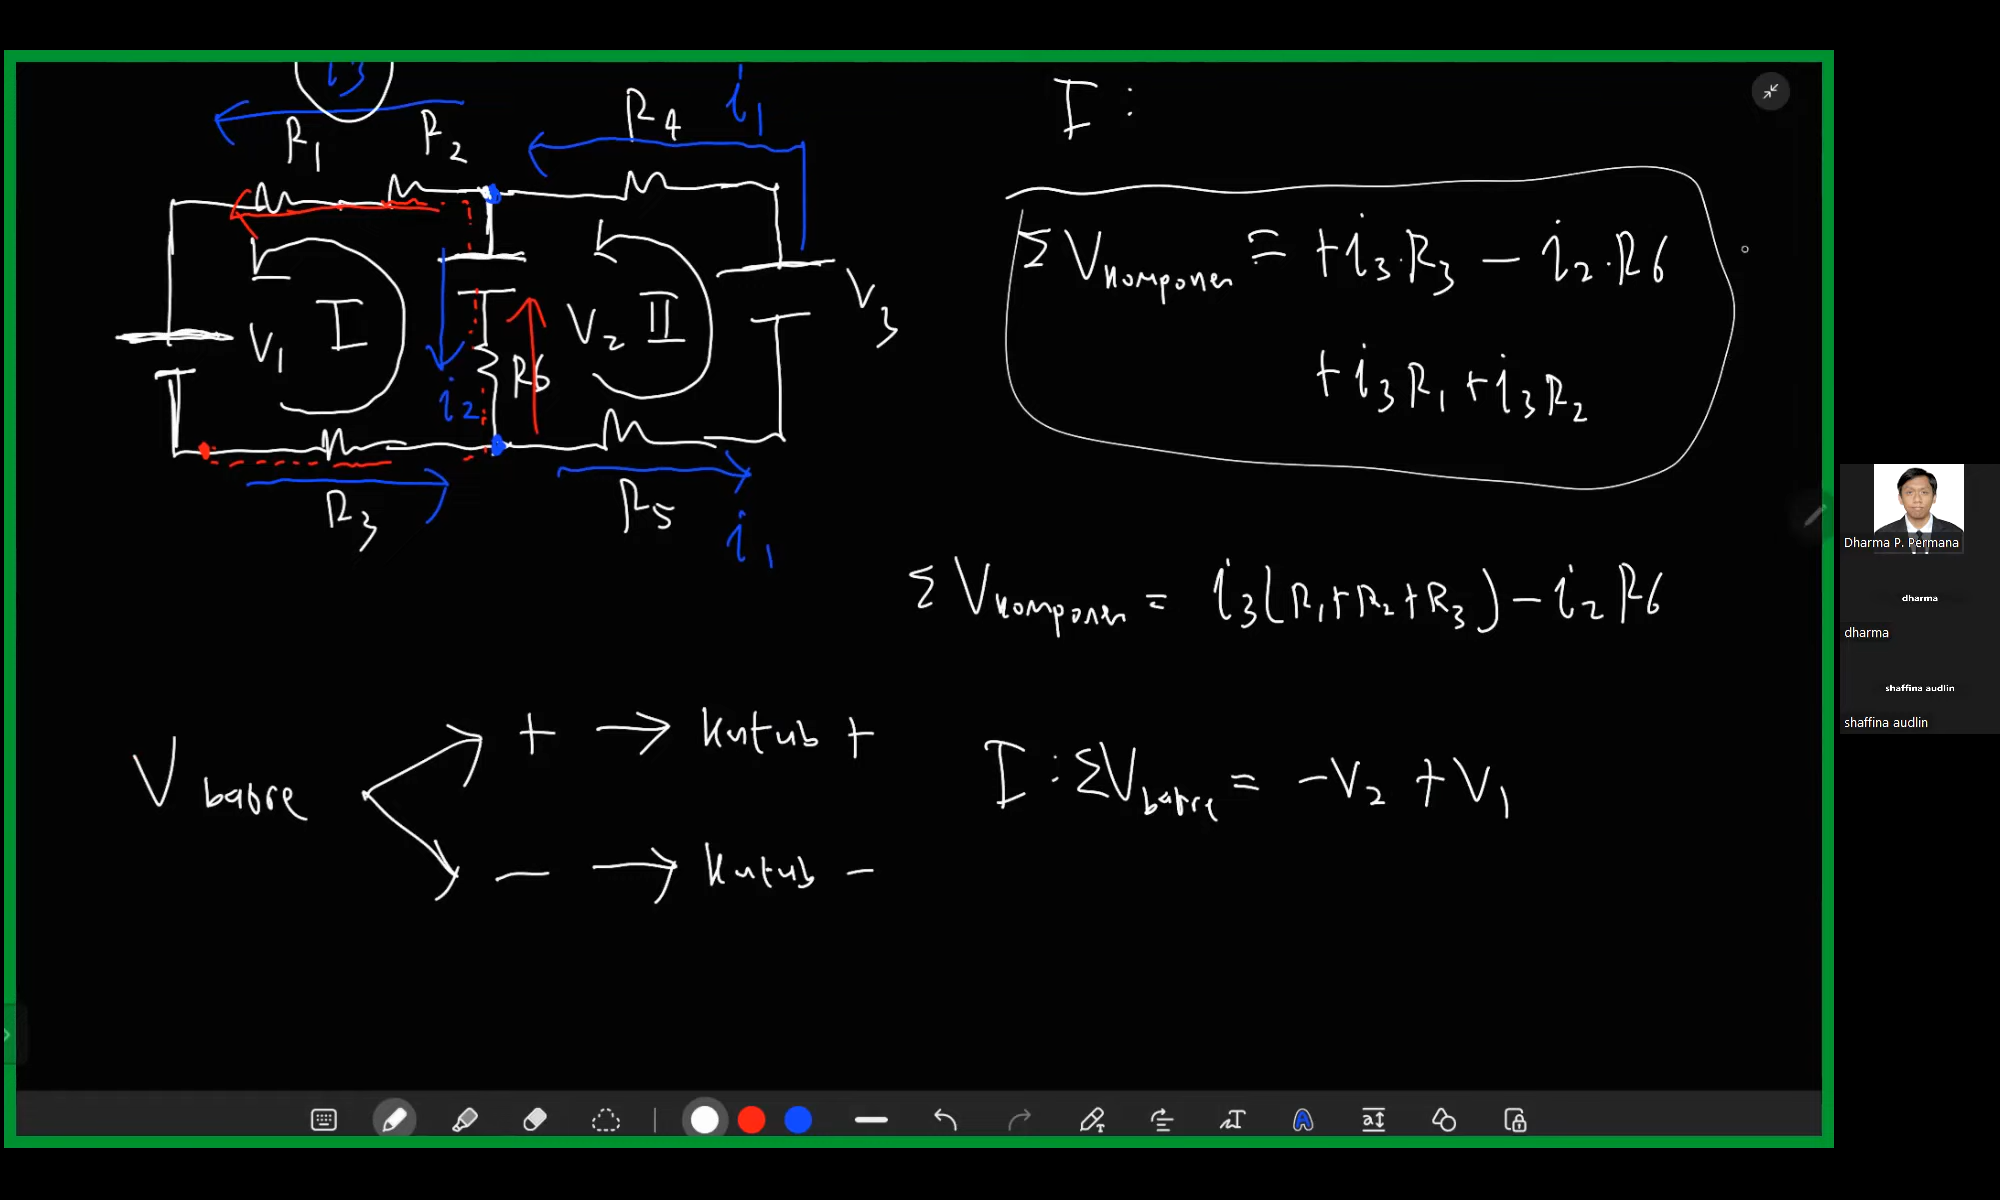 i3
R1
R2
R4
i1
V1
I
V2
II
V3
R6
i2
R3
R5
i1
I :
ΣV komponen = +i3.R3 − i2.R6
+i3R1 +i3R2
ΣV komponen = i3(R1+R2+R3) − i2R6
V batre
+ → kutub +
− → kutub −
I : ΣV batre = −V2 +V1
Dharma P. Permana
dharma
dharma
shaffina audlin
shaffina audlin